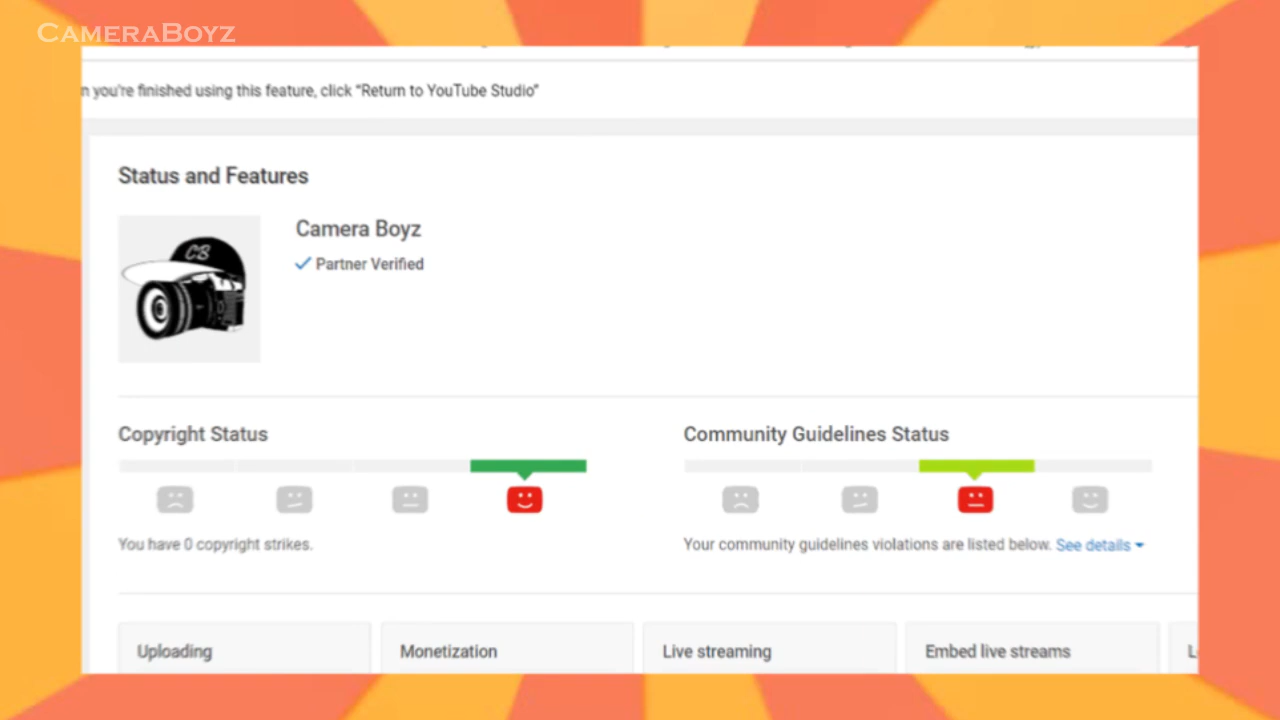 CameraBoyz
n you're finished using this feature, click “Return to YouTube Studio”
Status and Features
CB
Camera Boyz
Partner Verified
Copyright Status
Community Guidelines Status
You have 0 copyright strikes.
Your community guidelines violations are listed below. See details
Uploading
Monetization
Live streaming
Embed live streams
L